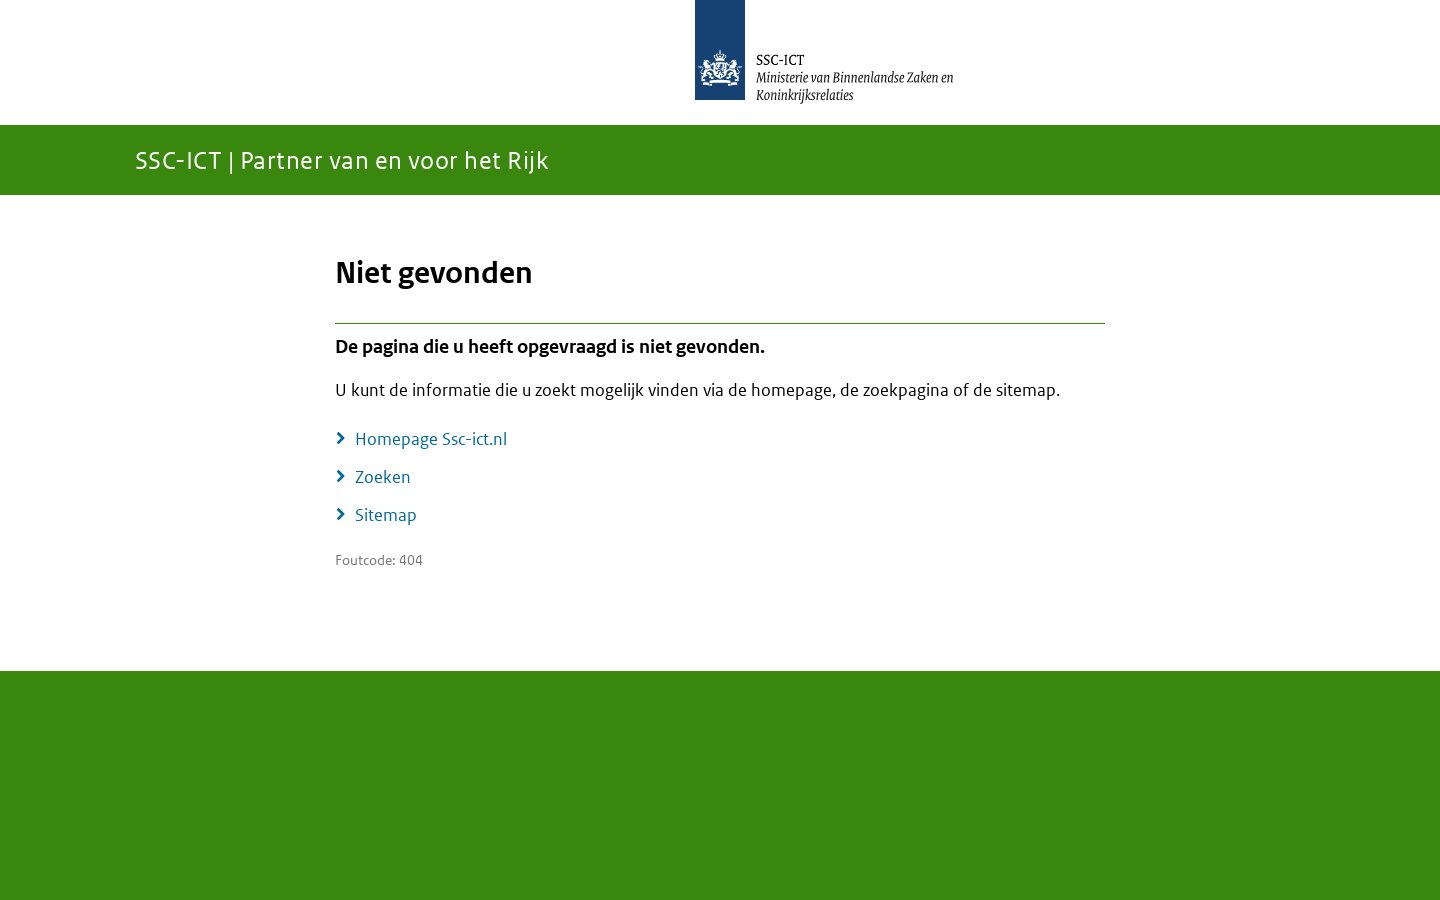 SSC-ICT
Ministerie van Binnenlandse Zaken en
Koninkrijksrelaties
SSC-ICT | Partner van en voor het Rijk
Niet gevonden
De pagina die u heeft opgevraagd is niet gevonden.
U kunt de informatie die u zoekt mogelijk vinden via de homepage, de zoekpagina of de sitemap.
Homepage Ssc-ict.nl
Zoeken
Sitemap
Foutcode: 404